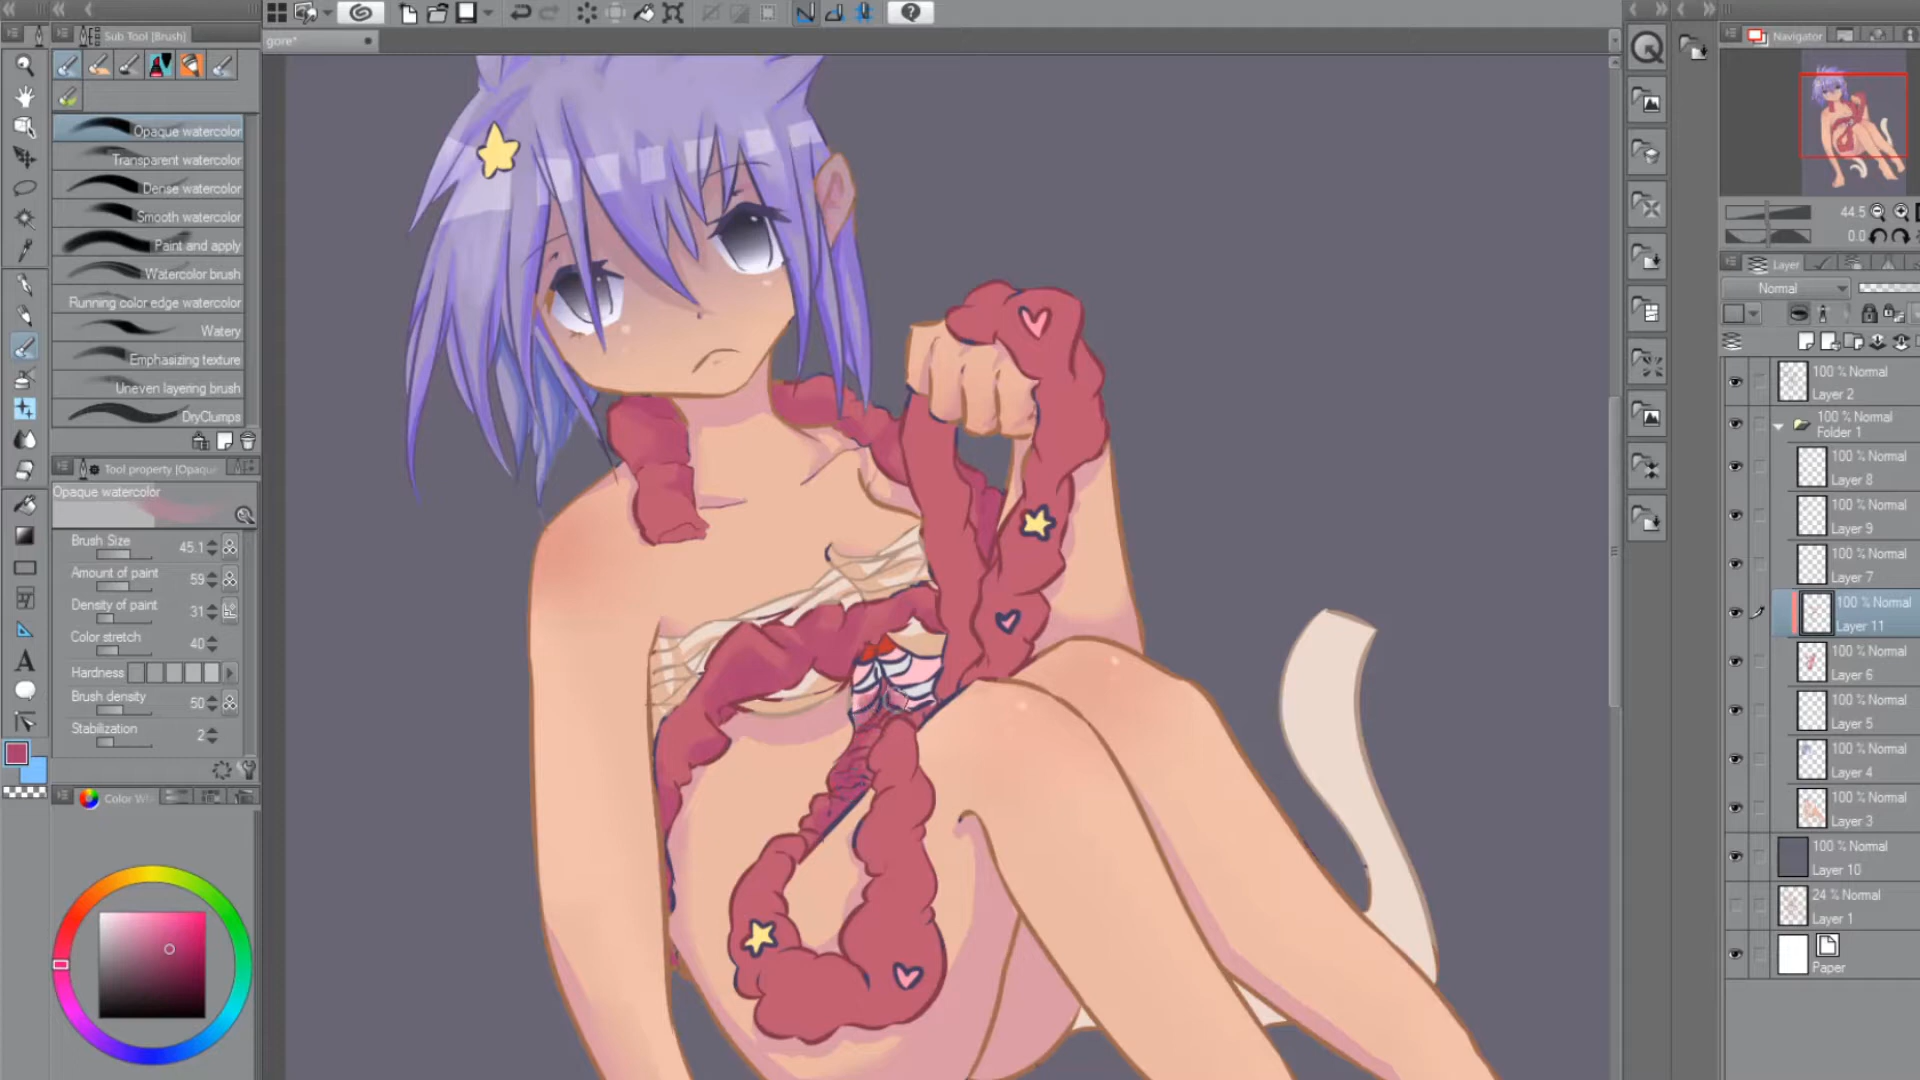 Sub Tool [Brush]
gore*
Navigator
Opaque watercolor
Transparent watercolor
Dense watercolor
Smooth watercolor
Paint and apply
Watercolor brush
Running color edge watercolor
Watery
Emphasizing texture
Uneven layering brush
DryClumps
Tool property [Opaque
Opaque watercolor
Brush Size 45.1
Amount of paint 59
Density of paint 31
Color stretch 40
Hardness
Brush density 50
Stabilization 2
44.5
0.0
Layer
Normal
100 % Normal
Layer 2
100 % Normal
Folder 1
100 % Normal
Layer 8
100 % Normal
Layer 9
100 % Normal
Layer 7
100 % Normal
Layer 11
100 % Normal
Layer 6
100 % Normal
Layer 5
100 % Normal
Layer 4
100 % Normal
Layer 3
100 % Normal
Layer 10
24 % Normal
Layer 1
Paper